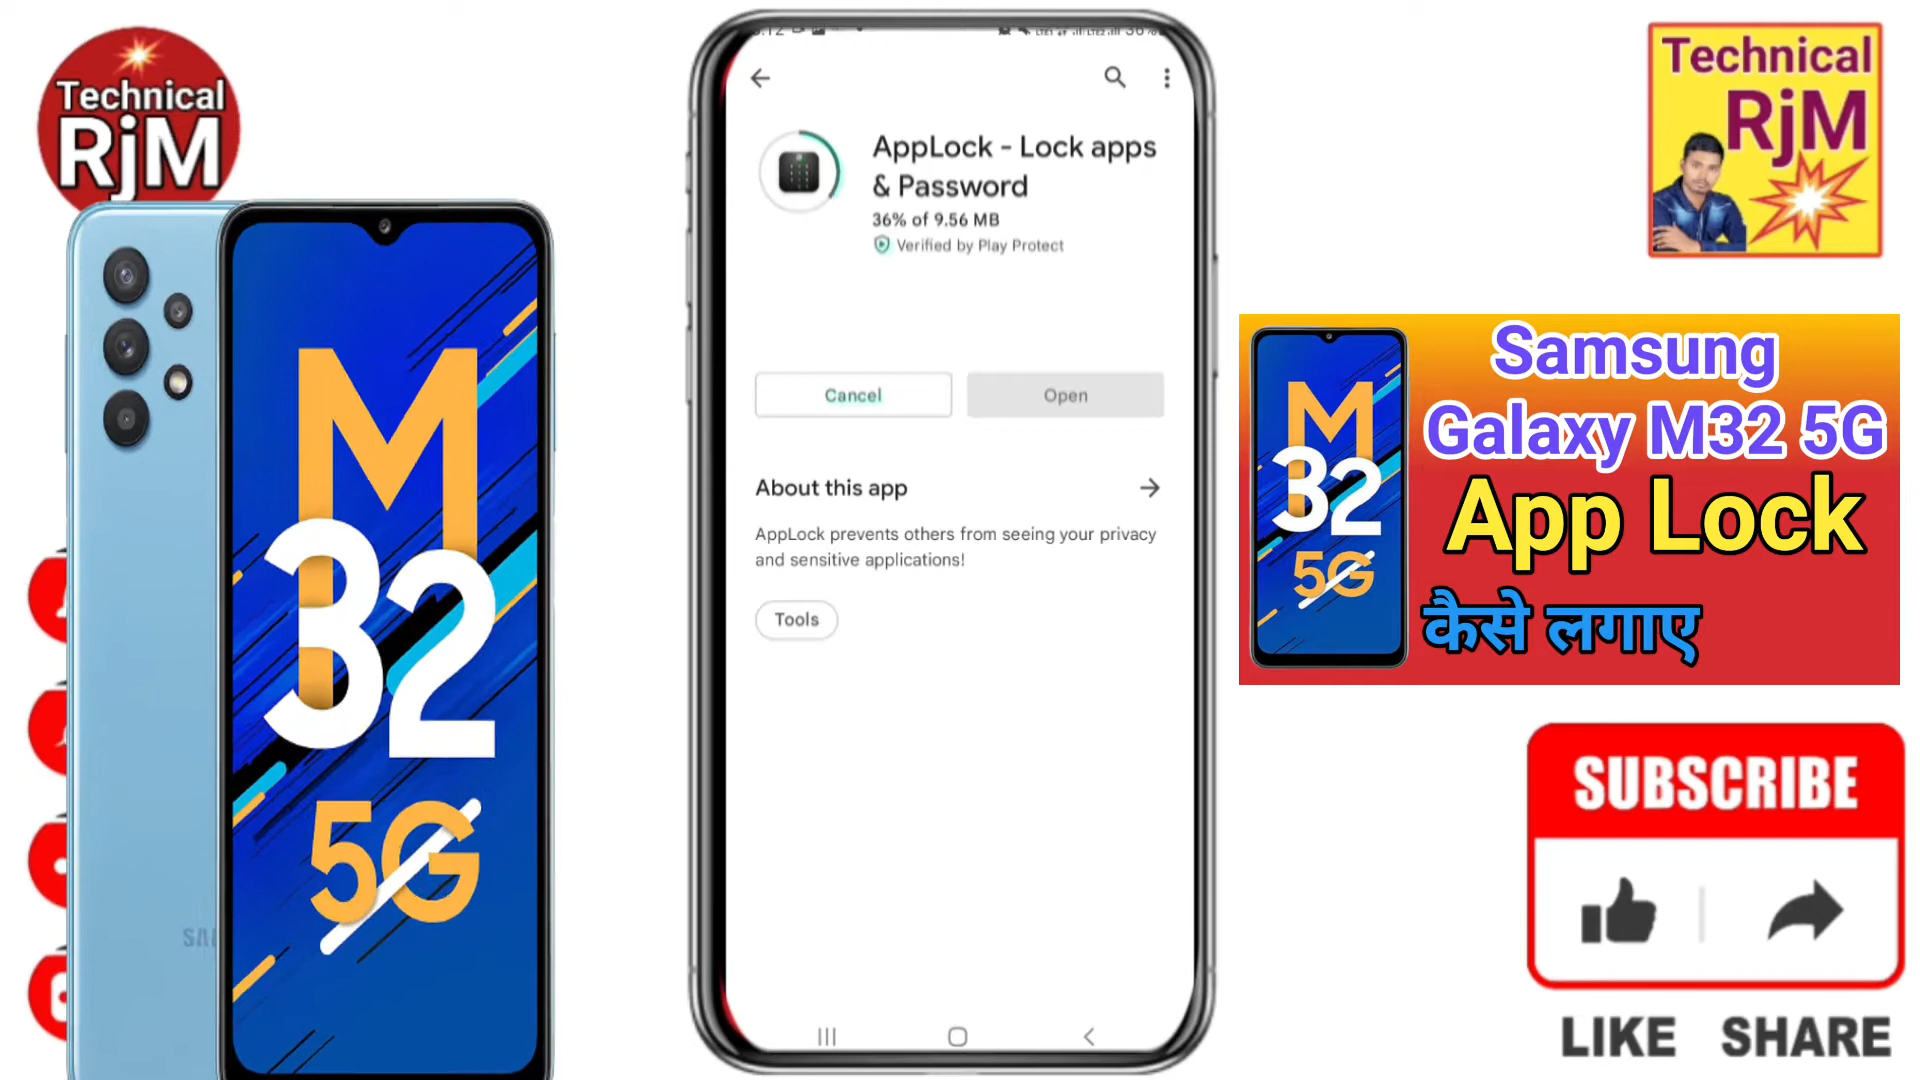 Technical
RjM
M
32
5G
AppLock - Lock apps
& Password
36% of 9.56 MB
Verified by Play Protect
Cancel
Open
About this app
AppLock prevents others from seeing your privacy
and sensitive applications!
Tools
Technical
RjM
Samsung
Galaxy M32 5G
App Lock
कैसे लगाए
M
32
5G
SUBSCRIBE
LIKE SHARE